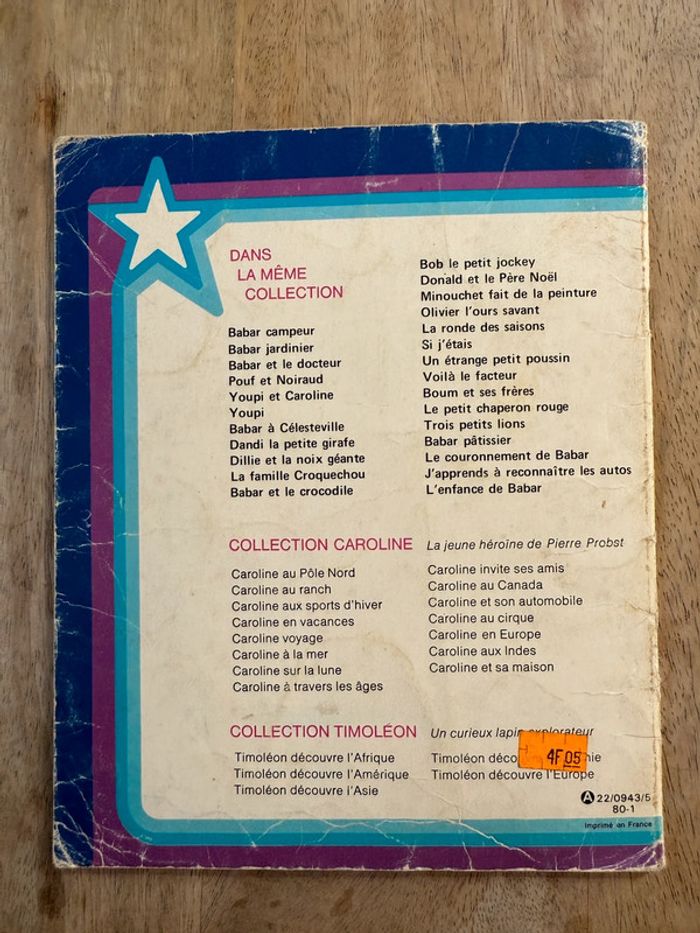 DANS
LA MÊME
COLLECTION
Babar campeur
Babar jardinier
Babar et le docteur
Pouf et Noiraud
Youpi et Caroline
Youpi
Babar à Célesteville
Dandi la petite girafe
Dillie et la noix géante
La famille Croquechou
Babar et le crocodile
Bob le petit jockey
Donald et le Père Noël
Minouchet fait de la peinture
Olivier l'ours savant
La ronde des saisons
Si j'étais
Un étrange petit poussin
Voilà le facteur
Boum et ses frères
Le petit chaperon rouge
Trois petits lions
Babar pâtissier
Le couronnement de Babar
J'apprends à reconnaître les autos
L'enfance de Babar
COLLECTION CAROLINE La jeune héroïne de Pierre Probst
Caroline au Pôle Nord
Caroline au ranch
Caroline aux sports d'hiver
Caroline en vacances
Caroline voyage
Caroline à la mer
Caroline sur la lune
Caroline à travers les âges
Caroline invite ses amis
Caroline au Canada
Caroline et son automobile
Caroline au cirque
Caroline en Europe
Caroline aux Indes
Caroline et sa maison
COLLECTION TIMOLÉON Un curieux lapin explorateur
Timoléon découvre l'Afrique
Timoléon découvre l'Amérique
Timoléon découvre l'Asie
Timoléon
Timoléon découvre l'Europe
4F05
A 22/0943/5
80-1
Imprimé en France